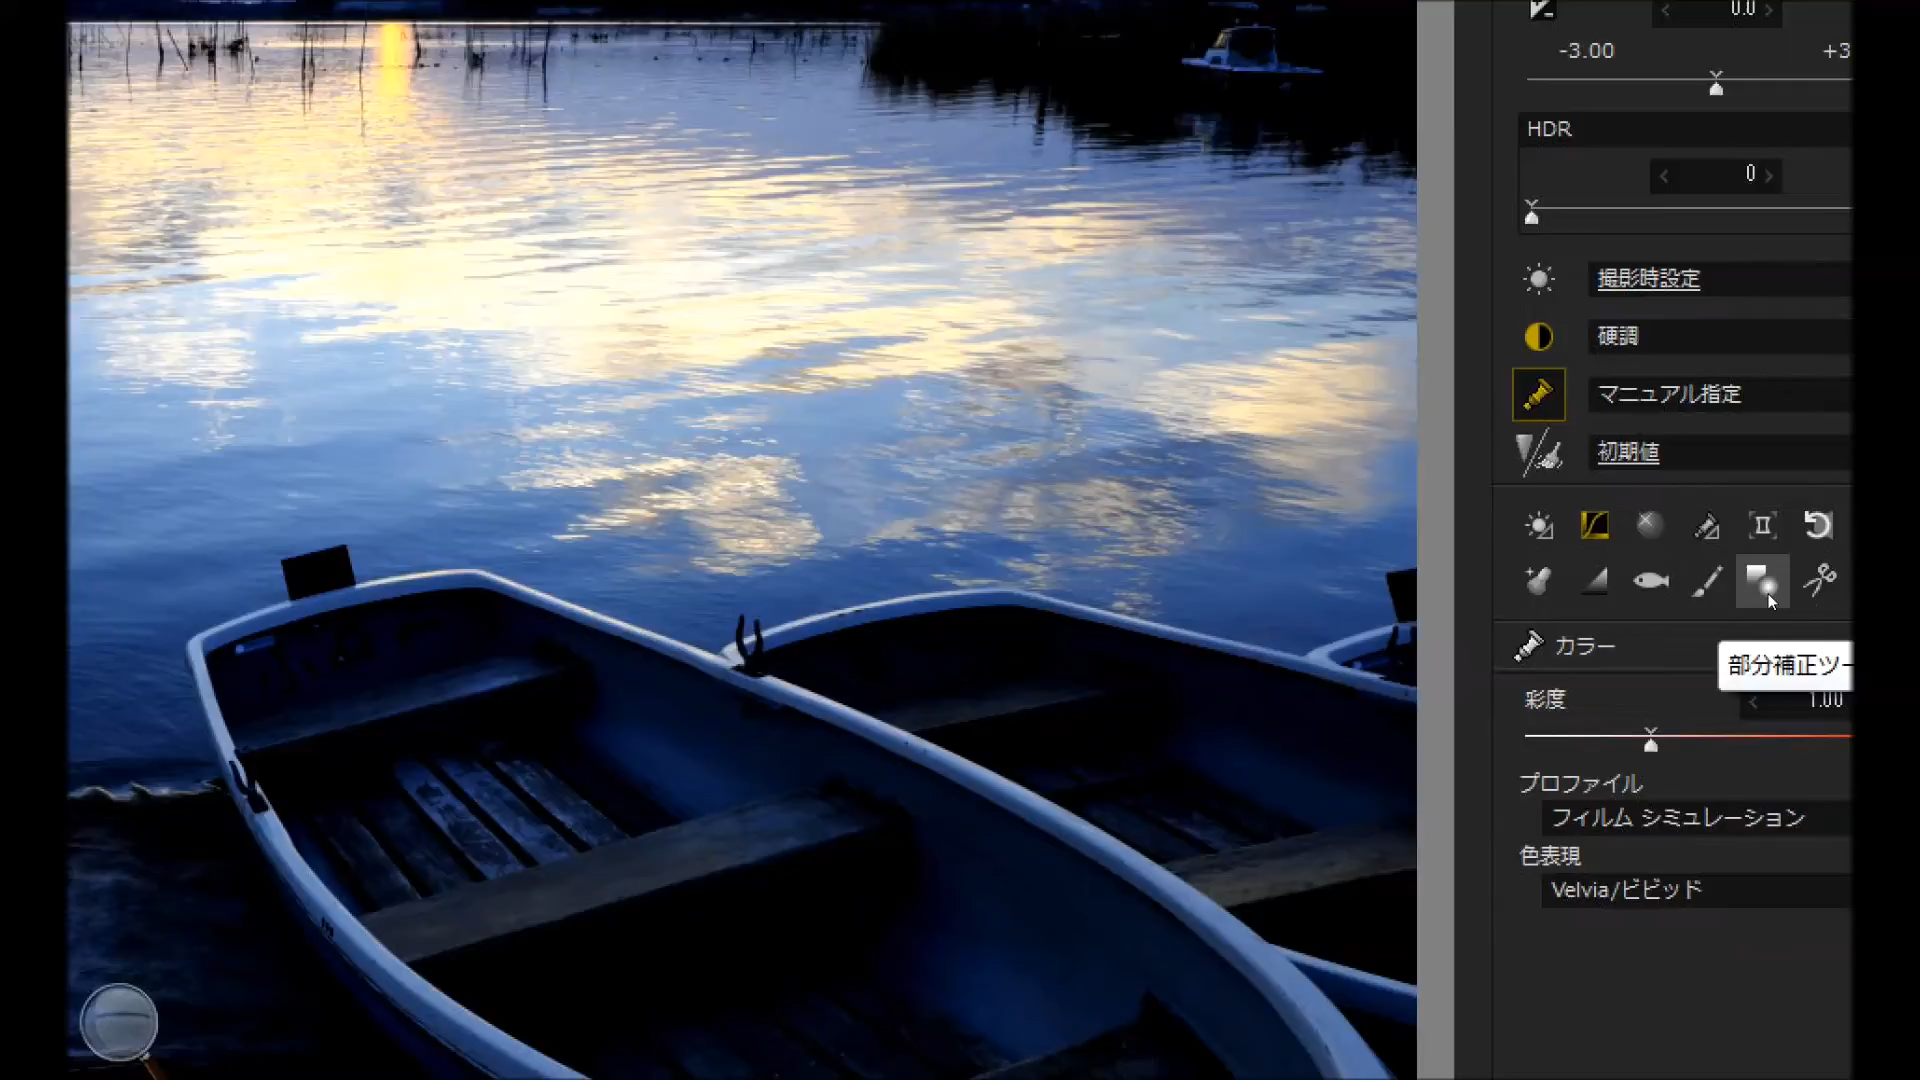 0.0
-3.00
+3
HDR
0
撮影時設定
硬調
マニュアル指定
初期値
カラー
部分補正ツー
彩度
1.00
プロファイル
フィルム シミュレーション
色表現
Velvia/ビビッド